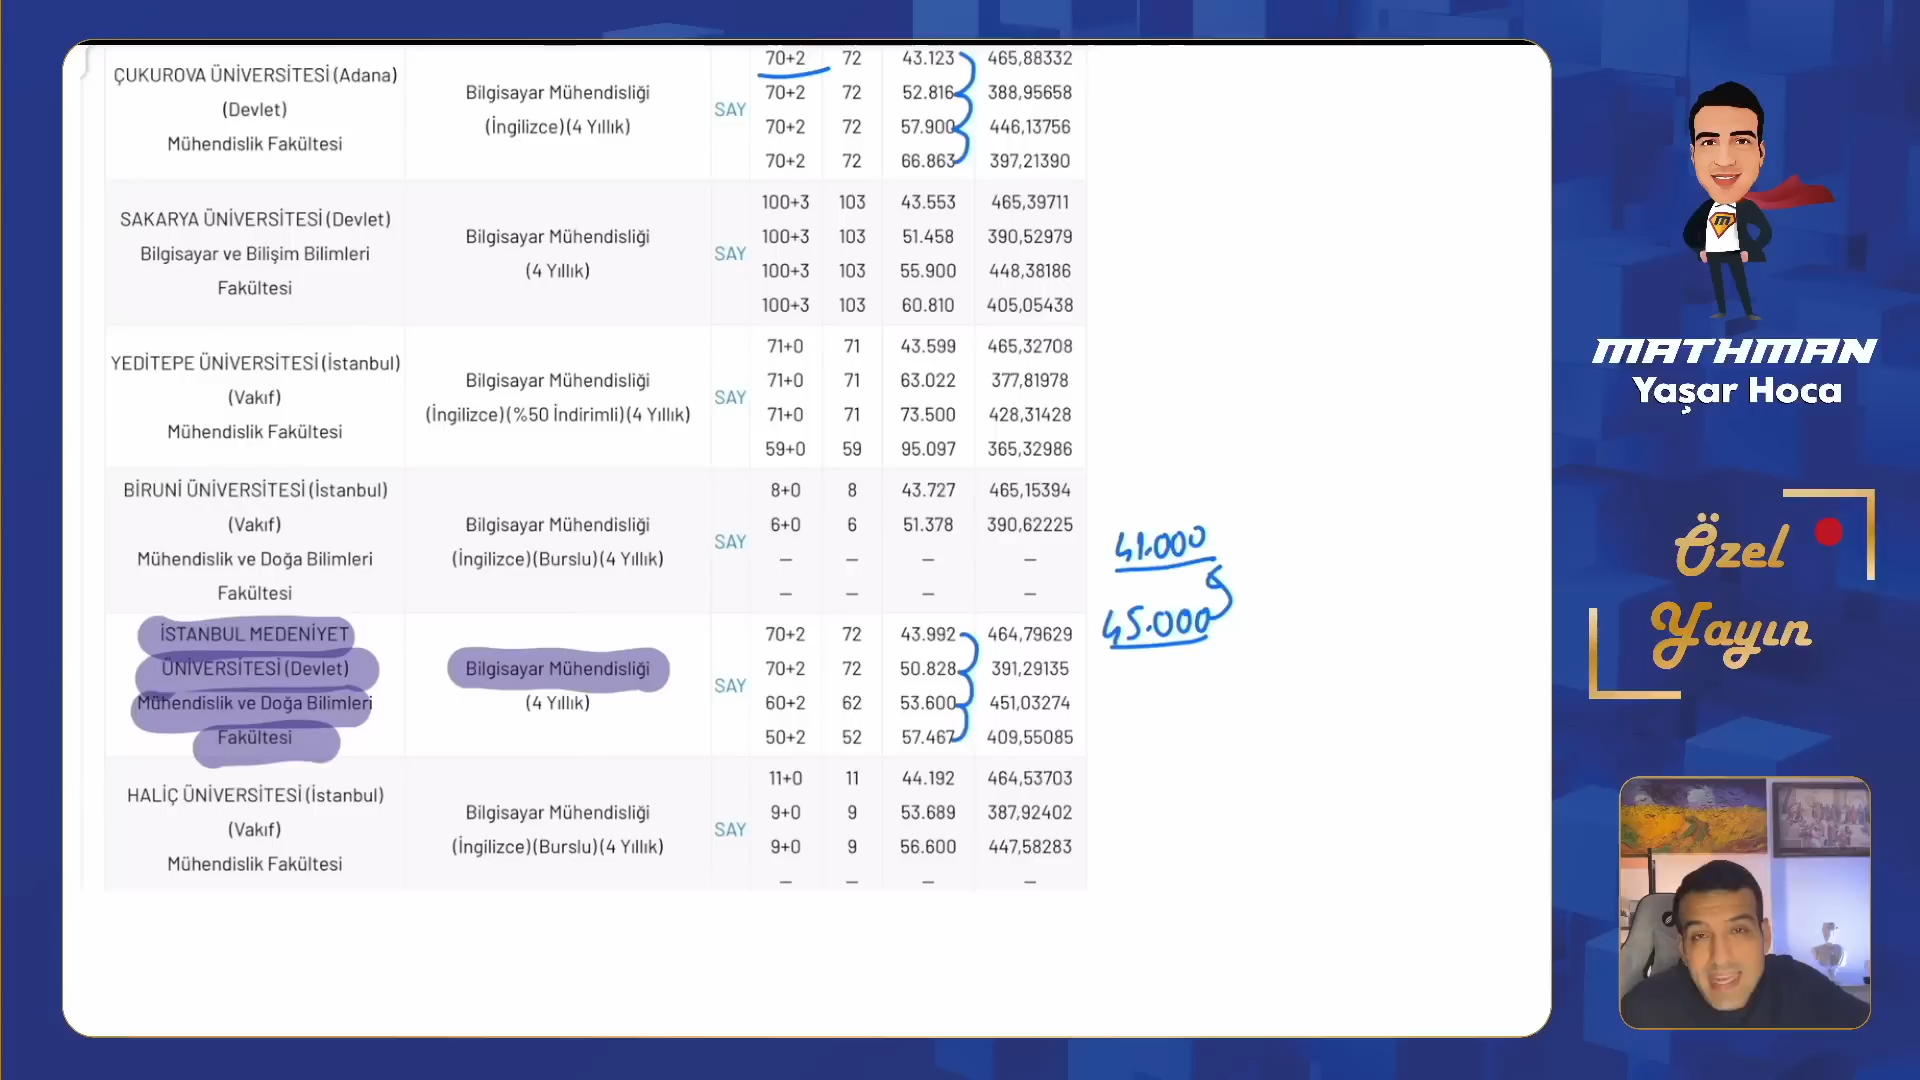 ÇUKUROVA ÜNİVERSİTESİ (Adana)
(Devlet)
Mühendislik Fakültesi
Bilgisayar Mühendisliği
(İngilizce) (4 Yıllık)
SAY
70+2 72 43.123 465,88332
70+2 72 52.816 388,95658
70+2 72 57.900 446,13756
70+2 72 66.863 397,21390
SAKARYA ÜNİVERSİTESİ (Devlet)
Bilgisayar ve Bilişim Bilimleri
Fakültesi
Bilgisayar Mühendisliği
(4 Yıllık)
SAY
100+3 103 43.553 465,39711
100+3 103 51.458 390,52979
100+3 103 55.900 448,38186
100+3 103 60.810 405,05438
YEDİTEPE ÜNİVERSİTESİ (İstanbul)
(Vakıf)
Mühendislik Fakültesi
Bilgisayar Mühendisliği
(İngilizce) (%50 İndirimli) (4 Yıllık)
SAY
71+0 71 43.599 465,32708
71+0 71 63.022 377,81978
71+0 71 73.500 428,31428
59+0 59 95.097 365,32986
BİRUNİ ÜNİVERSİTESİ (İstanbul)
(Vakıf)
Mühendislik ve Doğa Bilimleri
Fakültesi
Bilgisayar Mühendisliği
(İngilizce) (Burslu) (4 Yıllık)
SAY
8+0 8 43.727 465,15394
6+0 6 51.378 390,62225
— — — —
— — — —
İSTANBUL MEDENİYET
ÜNİVERSİTESİ (Devlet)
Mühendislik ve Doğa Bilimleri
Fakültesi
Bilgisayar Mühendisliği
(4 Yıllık)
SAY
70+2 72 43.992 464,79629
70+2 72 50.828 391,29135
60+2 62 53.600 451,03274
50+2 52 57.467 409,55085
HALİÇ ÜNİVERSİTESİ (İstanbul)
(Vakıf)
Mühendislik Fakültesi
Bilgisayar Mühendisliği
(İngilizce) (Burslu) (4 Yıllık)
SAY
11+0 11 44.192 464,53703
9+0 9 53.689 387,92402
9+0 9 56.600 447,58283
— — — —
41.000
45.000
MATHMAN
Yaşar Hoca
Özel
Yayın